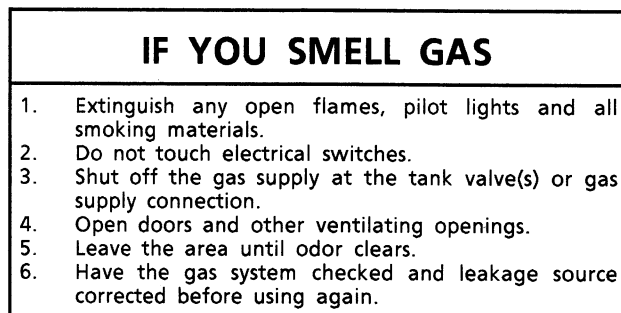 IF YOU SMELL GAS
1. Extinguish any open flames, pilot lights and all
smoking materials.
2. Do not touch electrical switches.
3. Shut off the gas supply at the tank valve(s) or gas
supply connection.
4. Open doors and other ventilating openings.
5. Leave the area until odor clears.
6. Have the gas system checked and leakage source
corrected before using again.